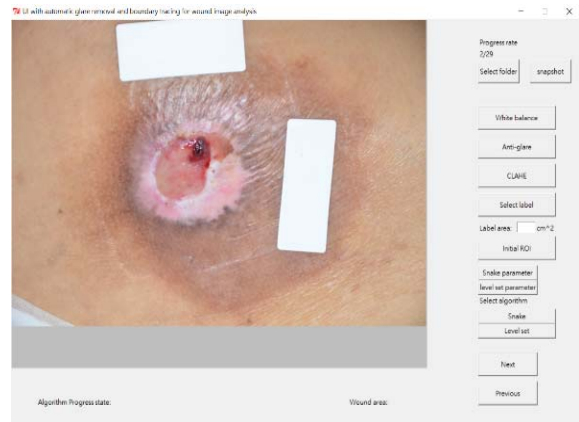 UI with automatic glare removal and boundary tracing for wound image analysis
Progress rate
2/29
Select folder
snapshot
White balance
Anti-glare
CLAHE
Select label
Label area: cm^2
Initial ROI
Snake parameter
level set parameter
Select algorithm
Snake
Level set
Next
Previous
Algorithm Progress state:
Wound area: